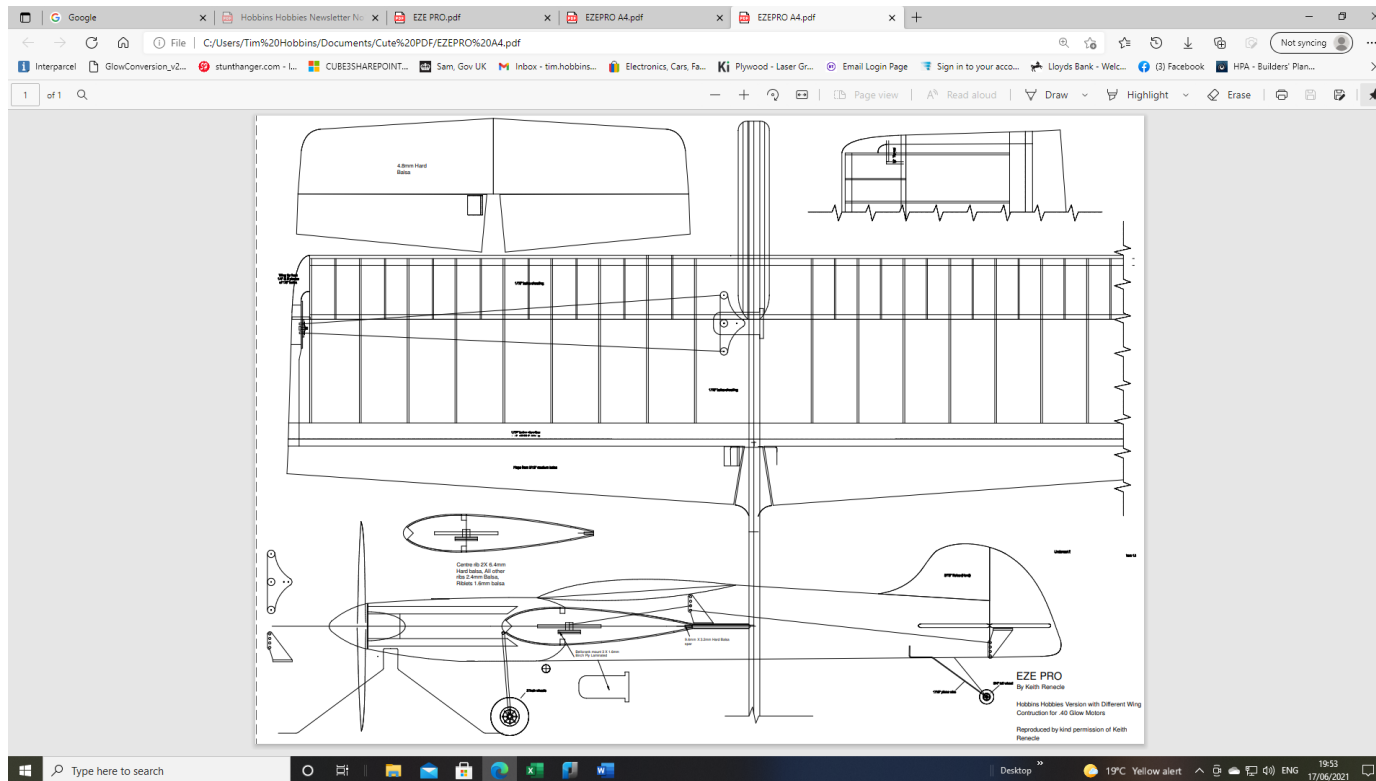 Google
Hobbins Hobbies Newsletter No
EZE PRO.pdf
EZEPRO A4.pdf
EZEPRO A4.pdf
File
C:/Users/Tim%20Hobbins/Documents/Cute%20PDF/EZEPRO%20A4.pdf
Not syncing
Interparcel
GlowConversion_v2...
stunthanger.com - I...
CUBE3SHAREPOINT...
Sam, Gov UK
Inbox - tim.hobbins...
Electronics, Cars, Fa...
Plywood - Laser Gr...
Email Login Page
Sign in to your acco...
Lloyds Bank - Welc...
(3) Facebook
HPA - Builders' Plan...
1 of 1
Page view
Read aloud
Draw
Highlight
Erase
4.8mm Hard
Balsa
Centre rib 2X 6.4mm
Hard balsa, All other
ribs 2.4mm Balsa,
Riblets 1.6mm balsa
EZE PRO
By Keith Renecle
Hobbins Hobbies Version with Different Wing
Contruction for .40 Glow Motors
Reproduced by kind permission of Keith
Renecle
Type here to search
Desktop
19°C Yellow alert
ENG
19:53
17/06/2021